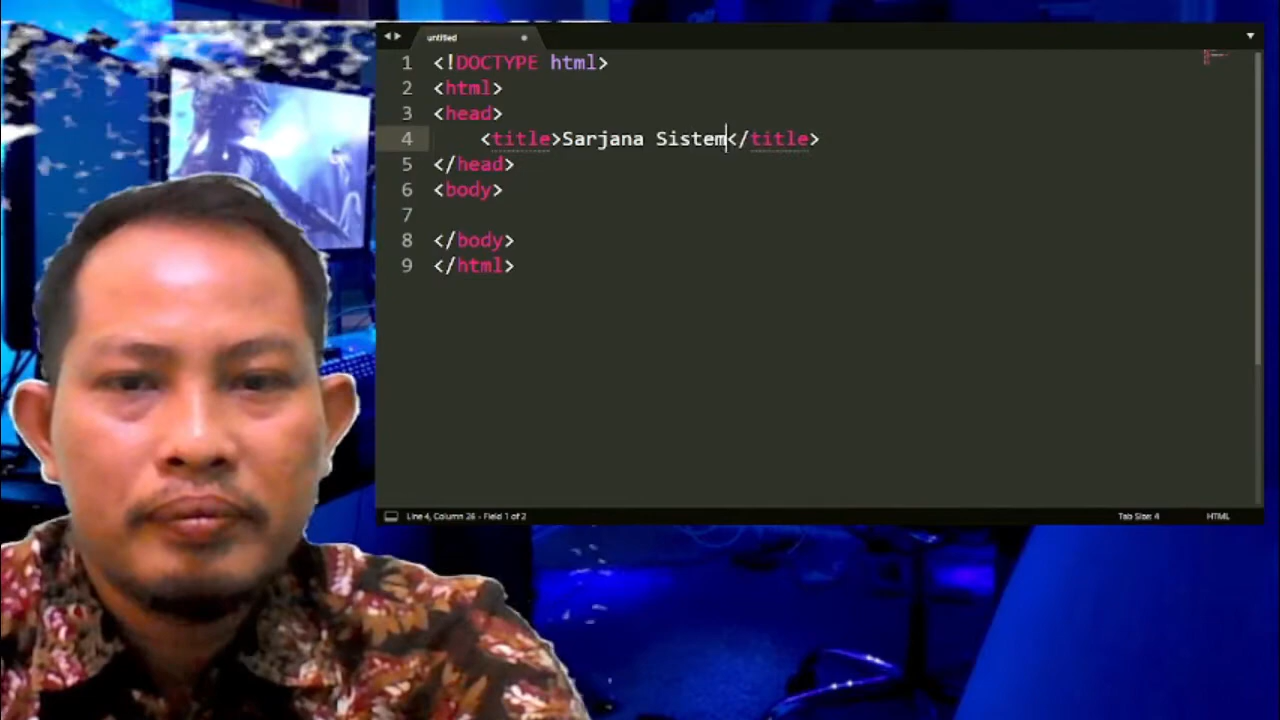 untitled
1 <!DOCTYPE html>
2 <html>
3 <head>
4 <title>Sarjana Sistem</title>
5 </head>
6 <body>
7
8 </body>
9 </html>
Line 4, Column 26 - Field 1 of 2 Tab Size: 4 HTML